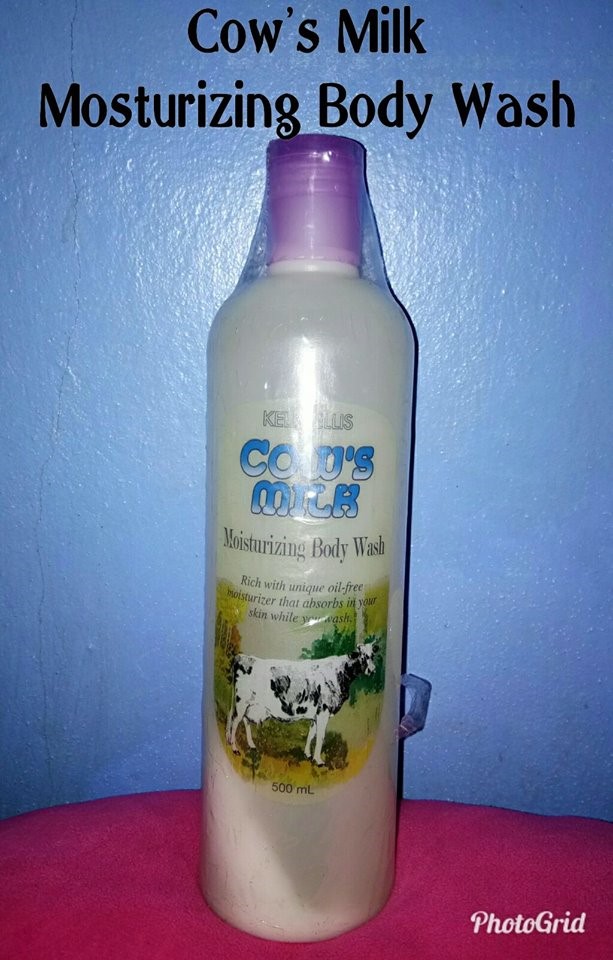 Cow's Milk
Mosturizing Body Wash
COW'S
MILK
Moisturizing Body Wash
Rich with unique oil-free
moisturizer that absorbs in your
skin while you wash."
500 mL
PhotoGrid